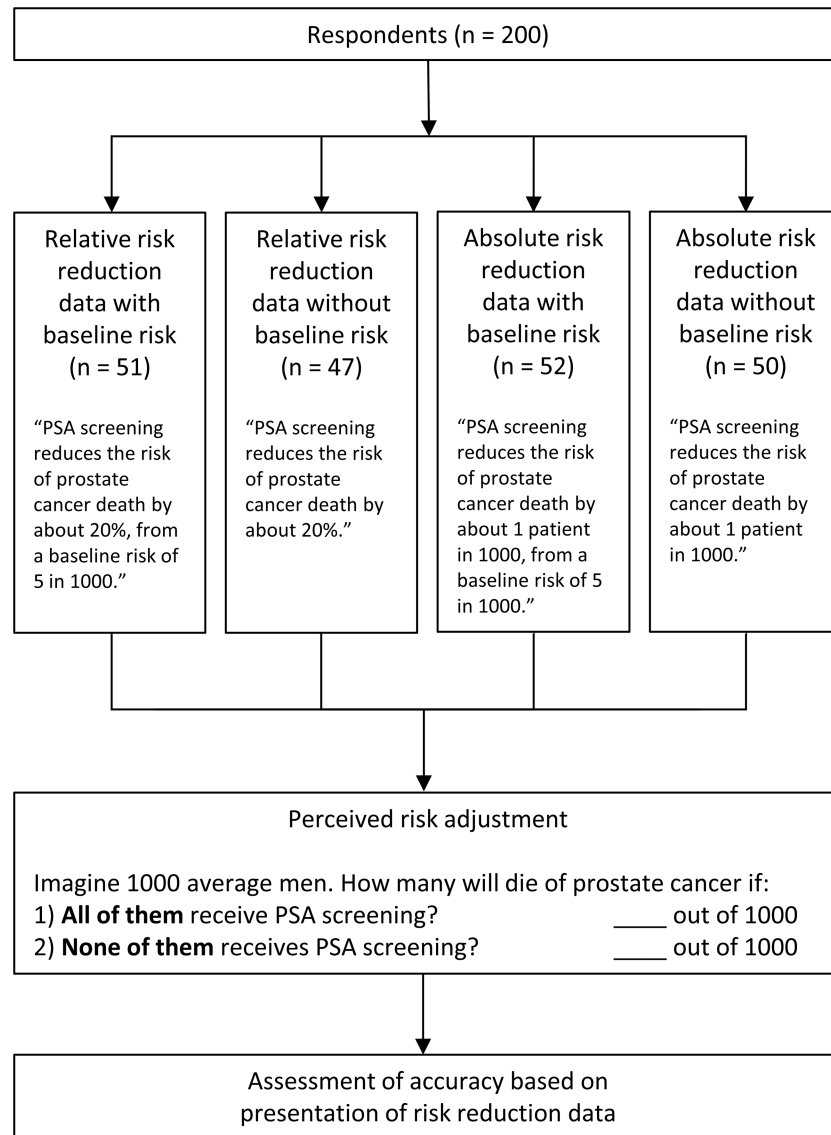 Respondents (n = 200)
Relative risk
reduction
data with
baseline risk
(n = 51)
“PSA screening
reduces the risk
of prostate
cancer death by
about 20%, from
a baseline risk of
5 in 1000.”
Relative risk
reduction
data without
baseline risk
(n = 47)
“PSA screening
reduces the risk
of prostate
cancer death by
about 20%.”
Absolute risk
reduction
data with
baseline risk
(n = 52)
“PSA screening
reduces the risk
of prostate
cancer death by
about 1 patient
in 1000, from a
baseline risk of 5
in 1000.”
Absolute risk
reduction
data without
baseline risk
(n = 50)
“PSA screening
reduces the risk
of prostate
cancer death by
about 1 patient
in 1000.”
Perceived risk adjustment
Imagine 1000 average men. How many will die of prostate cancer if:
1) All of them receive PSA screening? ____ out of 1000
2) None of them receives PSA screening? ____ out of 1000
Assessment of accuracy based on
presentation of risk reduction data